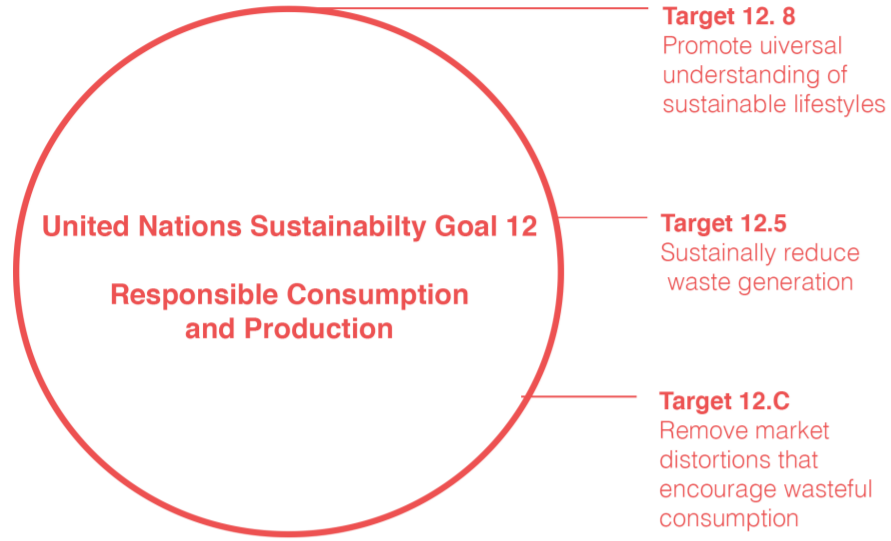 United Nations Sustainabilty Goal 12
Responsible Consumption
and Production
Target 12. 8
Promote uiversal
understanding of
sustainable lifestyles
Target 12.5
Sustainally reduce
waste generation
Target 12.C
Remove market
distortions that
encourage wasteful
consumption